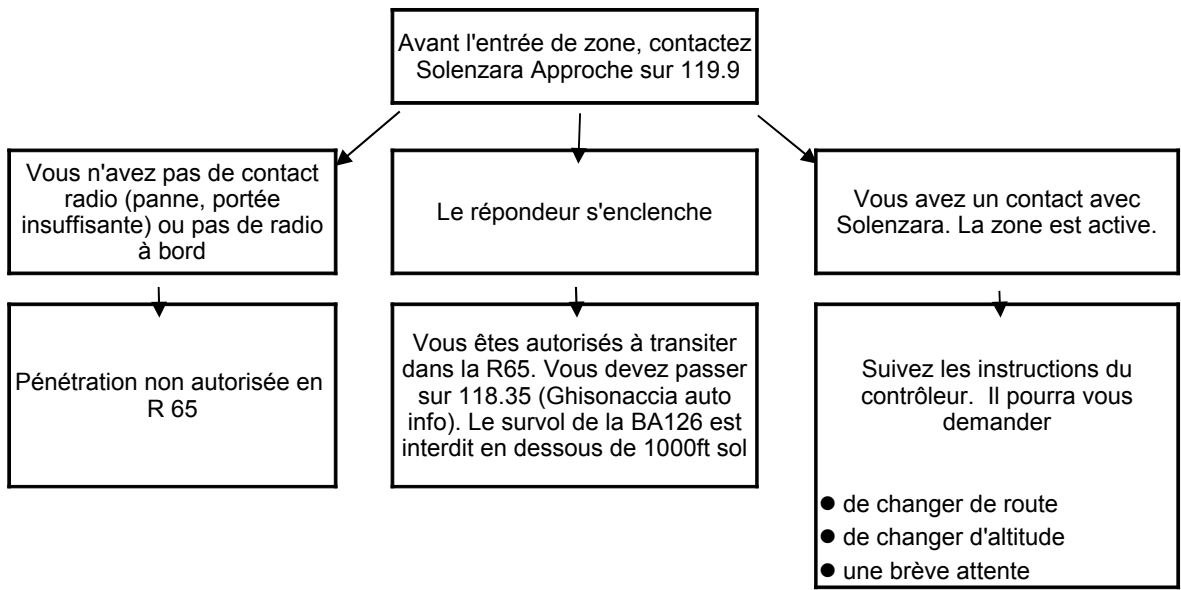 Avant l'entrée de zone, contactez
Solenzara Approche sur 119.9
Vous n'avez pas de contact
radio (panne, portée
insuffisante) ou pas de radio
à bord
Le répondeur s'enclenche
Vous avez un contact avec
Solenzara. La zone est active.
Pénétration non autorisée en
R 65
Vous êtes autorisés à transiter
dans la R65. Vous devez passer
sur 118.35 (Ghisonaccia auto
info). Le survol de la BA126 est
interdit en dessous de 1000ft sol
Suivez les instructions du
contrôleur.  Il pourra vous
demander
● de changer de route
● de changer d'altitude
● une brève attente